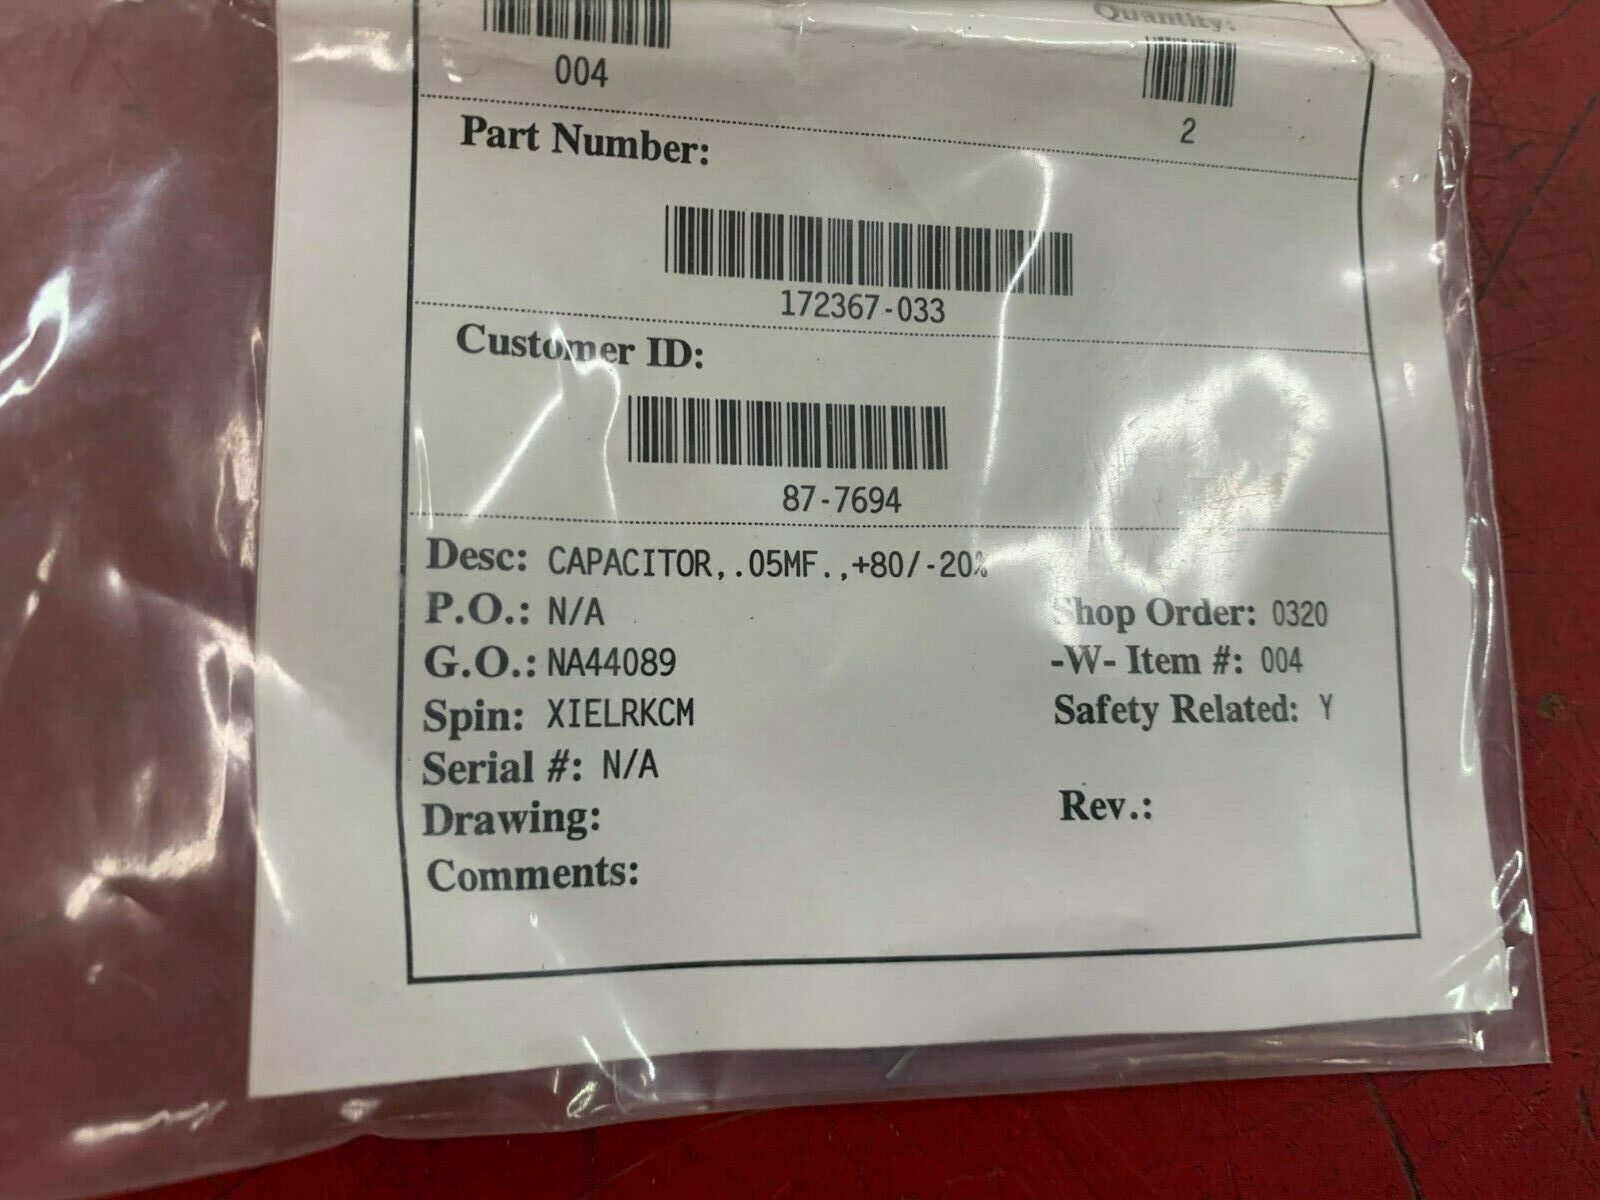 Quantity:
004
2
Part Number:
172367-033
Customer ID:
87-7694
Desc: CAPACITOR,.05MF.,+80/-20%
P.O.: N/A
Shop Order: 0320
G.O.: NA44089
-W- Item #: 004
Spin: XIELRKCM
Safety Related: Y
Serial #: N/A
Drawing:
Rev.:
Comments: